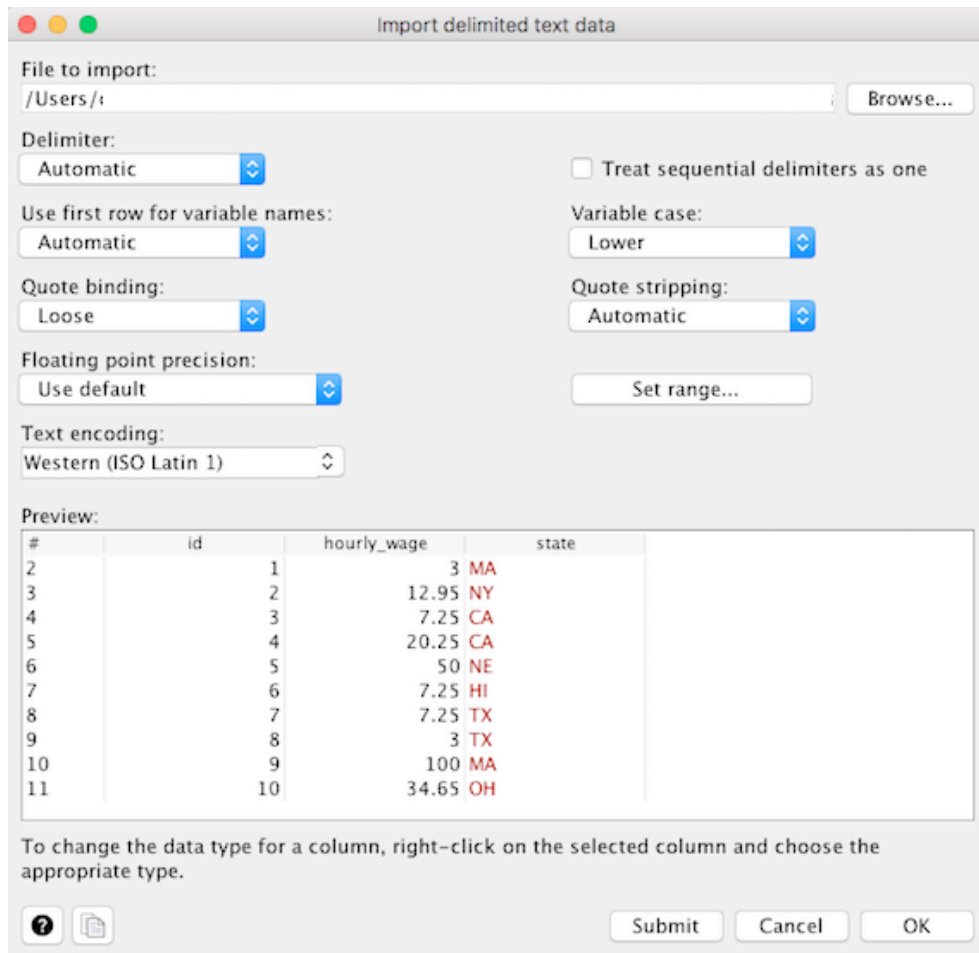 Import delimited text data
File to import:
/Users/ Browse...
Delimiter:
Automatic Treat sequential delimiters as one
Use first row for variable names: Variable case:
Automatic Lower
Quote binding: Quote stripping:
Loose Automatic
Floating point precision:
Use default Set range...
Text encoding:
Western (ISO Latin 1)
Preview:
# id hourly_wage state
2 1 3 MA
3 2 12.95 NY
4 3 7.25 CA
5 4 20.25 CA
6 5 50 NE
7 6 7.25 HI
8 7 7.25 TX
9 8 3 TX
10 9 100 MA
11 10 34.65 OH
To change the data type for a column, right-click on the selected column and choose the
appropriate type.
? Submit Cancel OK